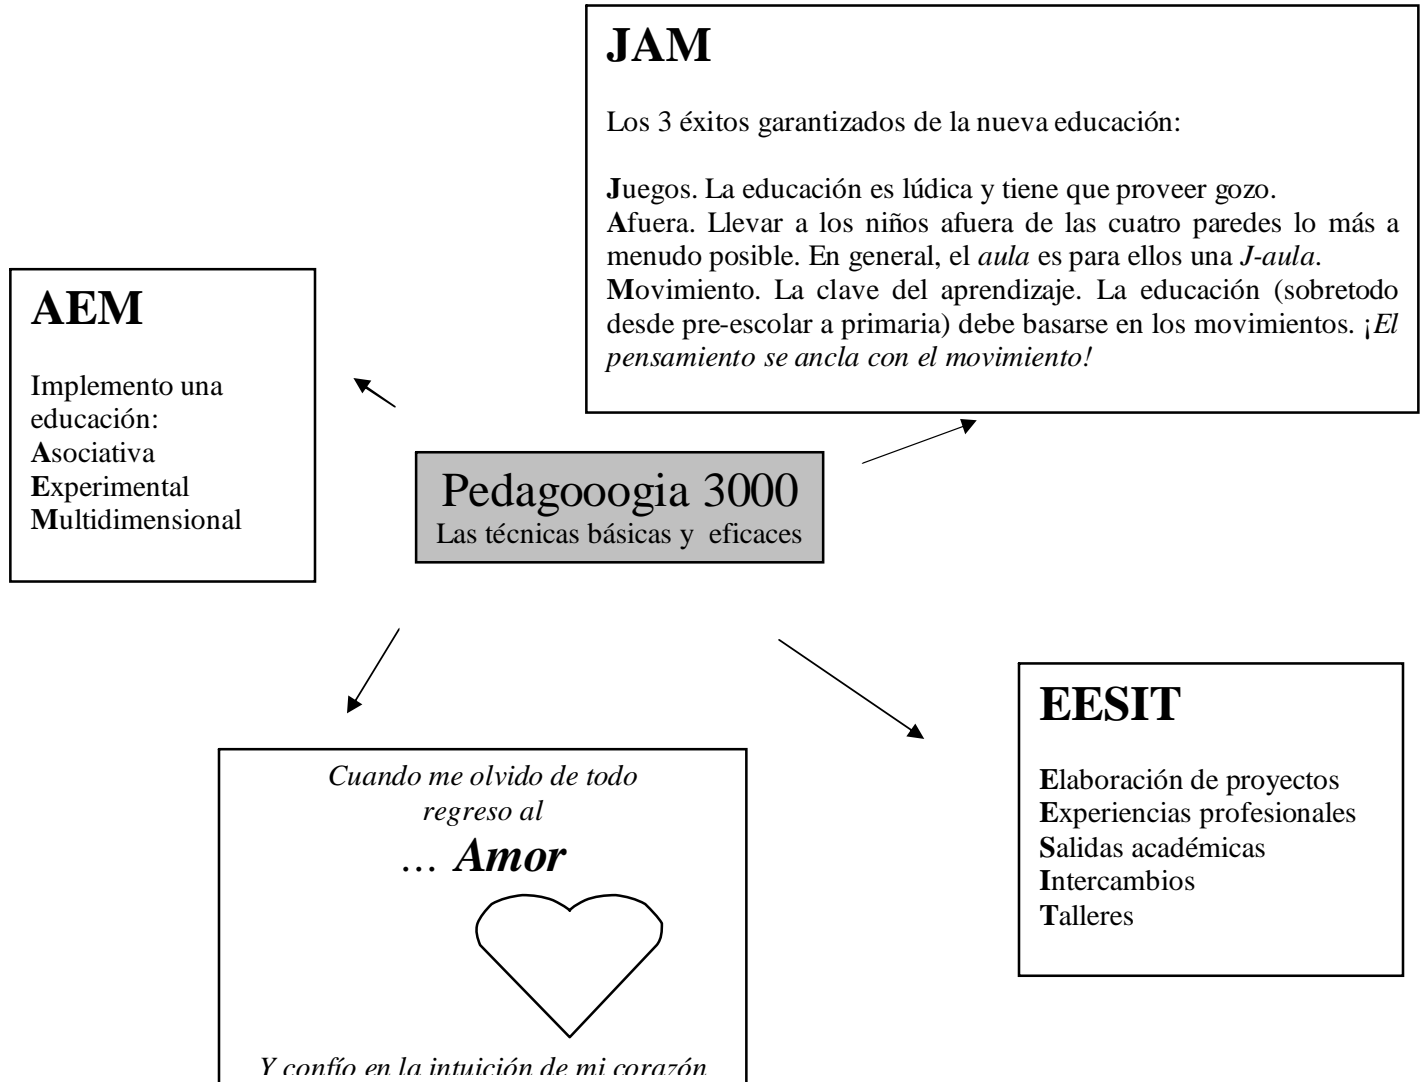 JAM
Los 3 éxitos garantizados de la nueva educación:
Juegos. La educación es lúdica y tiene que proveer gozo.
Afuera. Llevar a los niños afuera de las cuatro paredes lo más a
menudo posible. En general, el aula es para ellos una J-aula.
Movimiento. La clave del aprendizaje. La educación (sobretodo
desde pre-escolar a primaria) debe basarse en los movimientos. ¡El
pensamiento se ancla con el movimiento!
AEM
Implemento una
educación:
Asociativa
Experimental
Multidimensional
Pedagooogia 3000
Las técnicas básicas y eficaces
EESIT
Elaboración de proyectos
Experiencias profesionales
Salidas académicas
Intercambios
Talleres
Cuando me olvido de todo
regreso al
… Amor
Y confío en la intuición de mi corazón